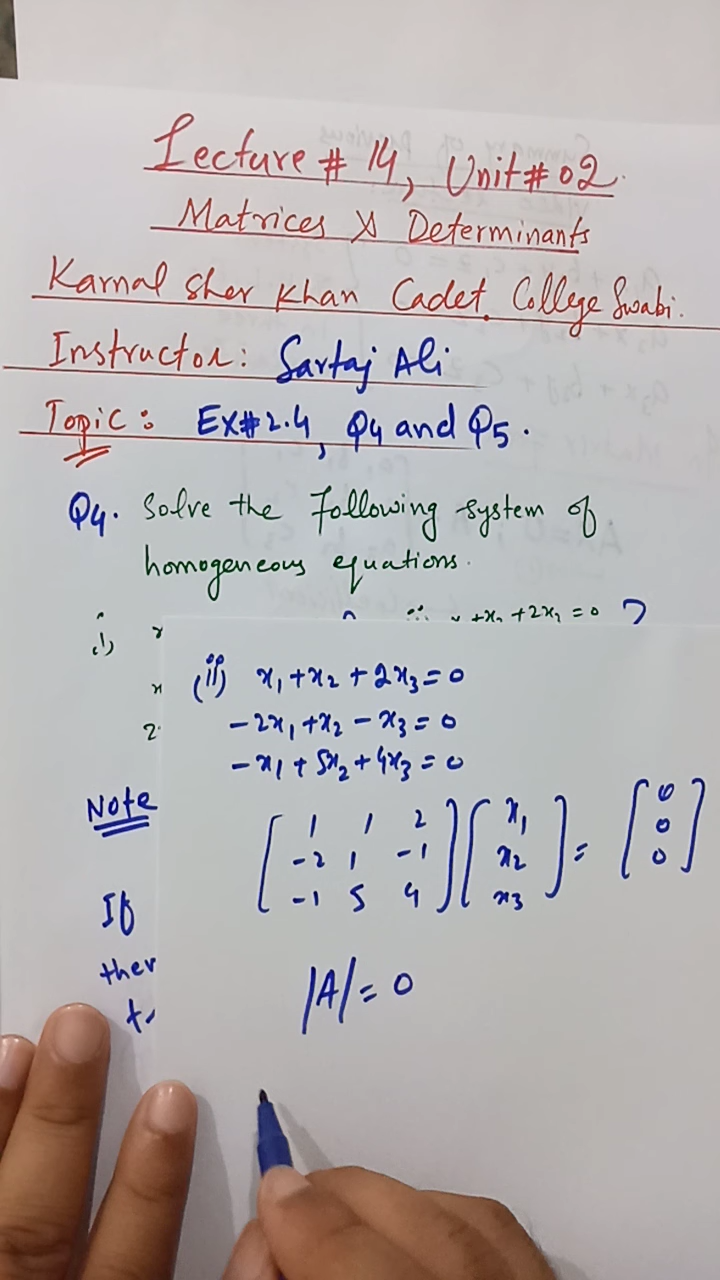 Lecture # 14, Unit # 02.
Matrices & Determinants
Karnal Sher Khan Cadet College Swabi.
Instructor: Sartaj Ali
Topic: Ex# 2.4, Q4 and Q5.
Q4. Solve the following system of
homogeneous equations.
(i)
+x₂ +2x₃ =0
(ii) x₁+x₂+2x₃=0
-2x₁+x₂-x₃=0
-x₁+5x₂+4x₃=0
Note
[1 1 2] [x₁] = [0]
[-2 1 -1] [x₂] [0]
[-1 5 4] [x₃] [0]
If
|A|=0